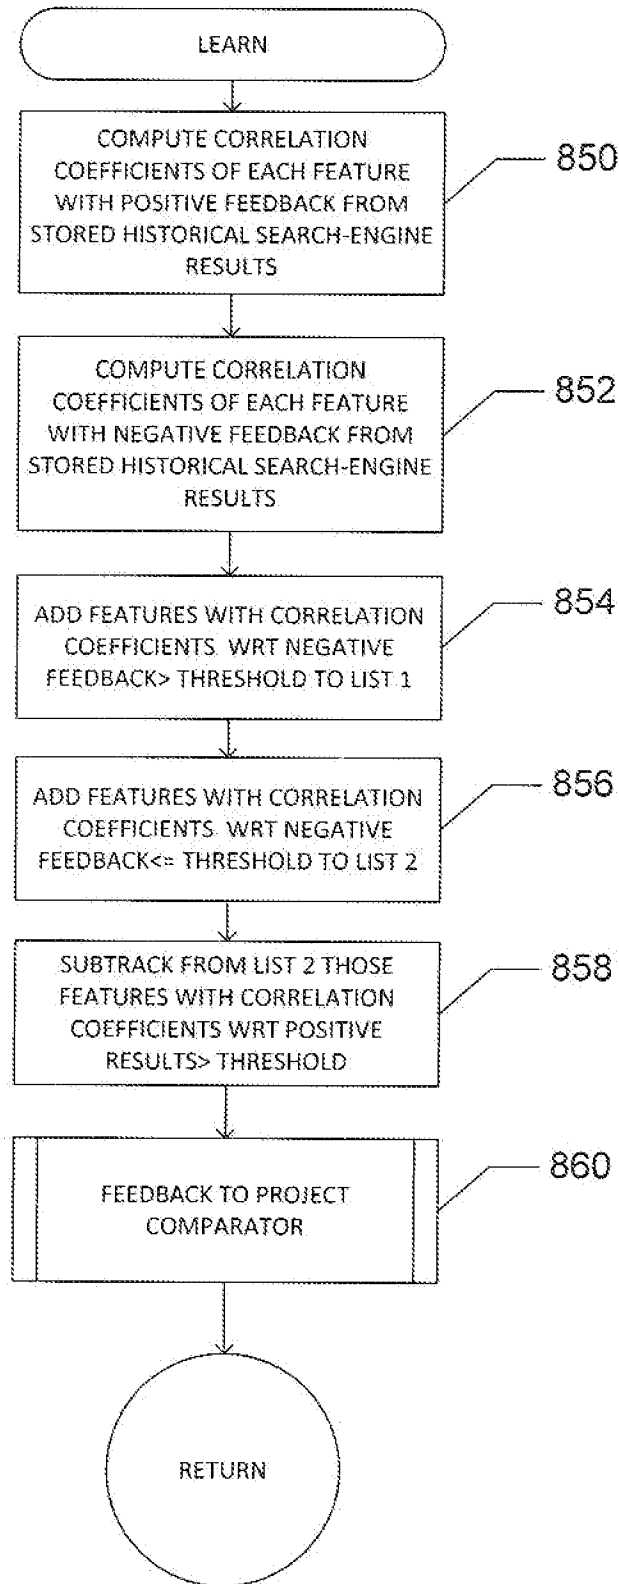 LEARN
COMPUTE CORRELATION
COEFFICIENTS OF EACH FEATURE
WITH POSITIVE FEEDBACK FROM
STORED HISTORICAL SEARCH-ENGINE
RESULTS
850
COMPUTE CORRELATION
COEFFICIENTS OF EACH FEATURE
WITH NEGATIVE FEEDBACK FROM
STORED HISTORICAL SEARCH-ENGINE
RESULTS
852
ADD FEATURES WITH CORRELATION
COEFFICIENTS WRT NEGATIVE
FEEDBACK> THRESHOLD TO LIST 1
854
ADD FEATURES WITH CORRELATION
COEFFICIENTS WRT NEGATIVE
FEEDBACK<= THRESHOLD TO LIST 2
856
SUBTRACK FROM LIST 2 THOSE
FEATURES WITH CORRELATION
COEFFICIENTS WRT POSITIVE
RESULTS> THRESHOLD
858
FEEDBACK TO PROJECT
COMPARATOR
860
RETURN